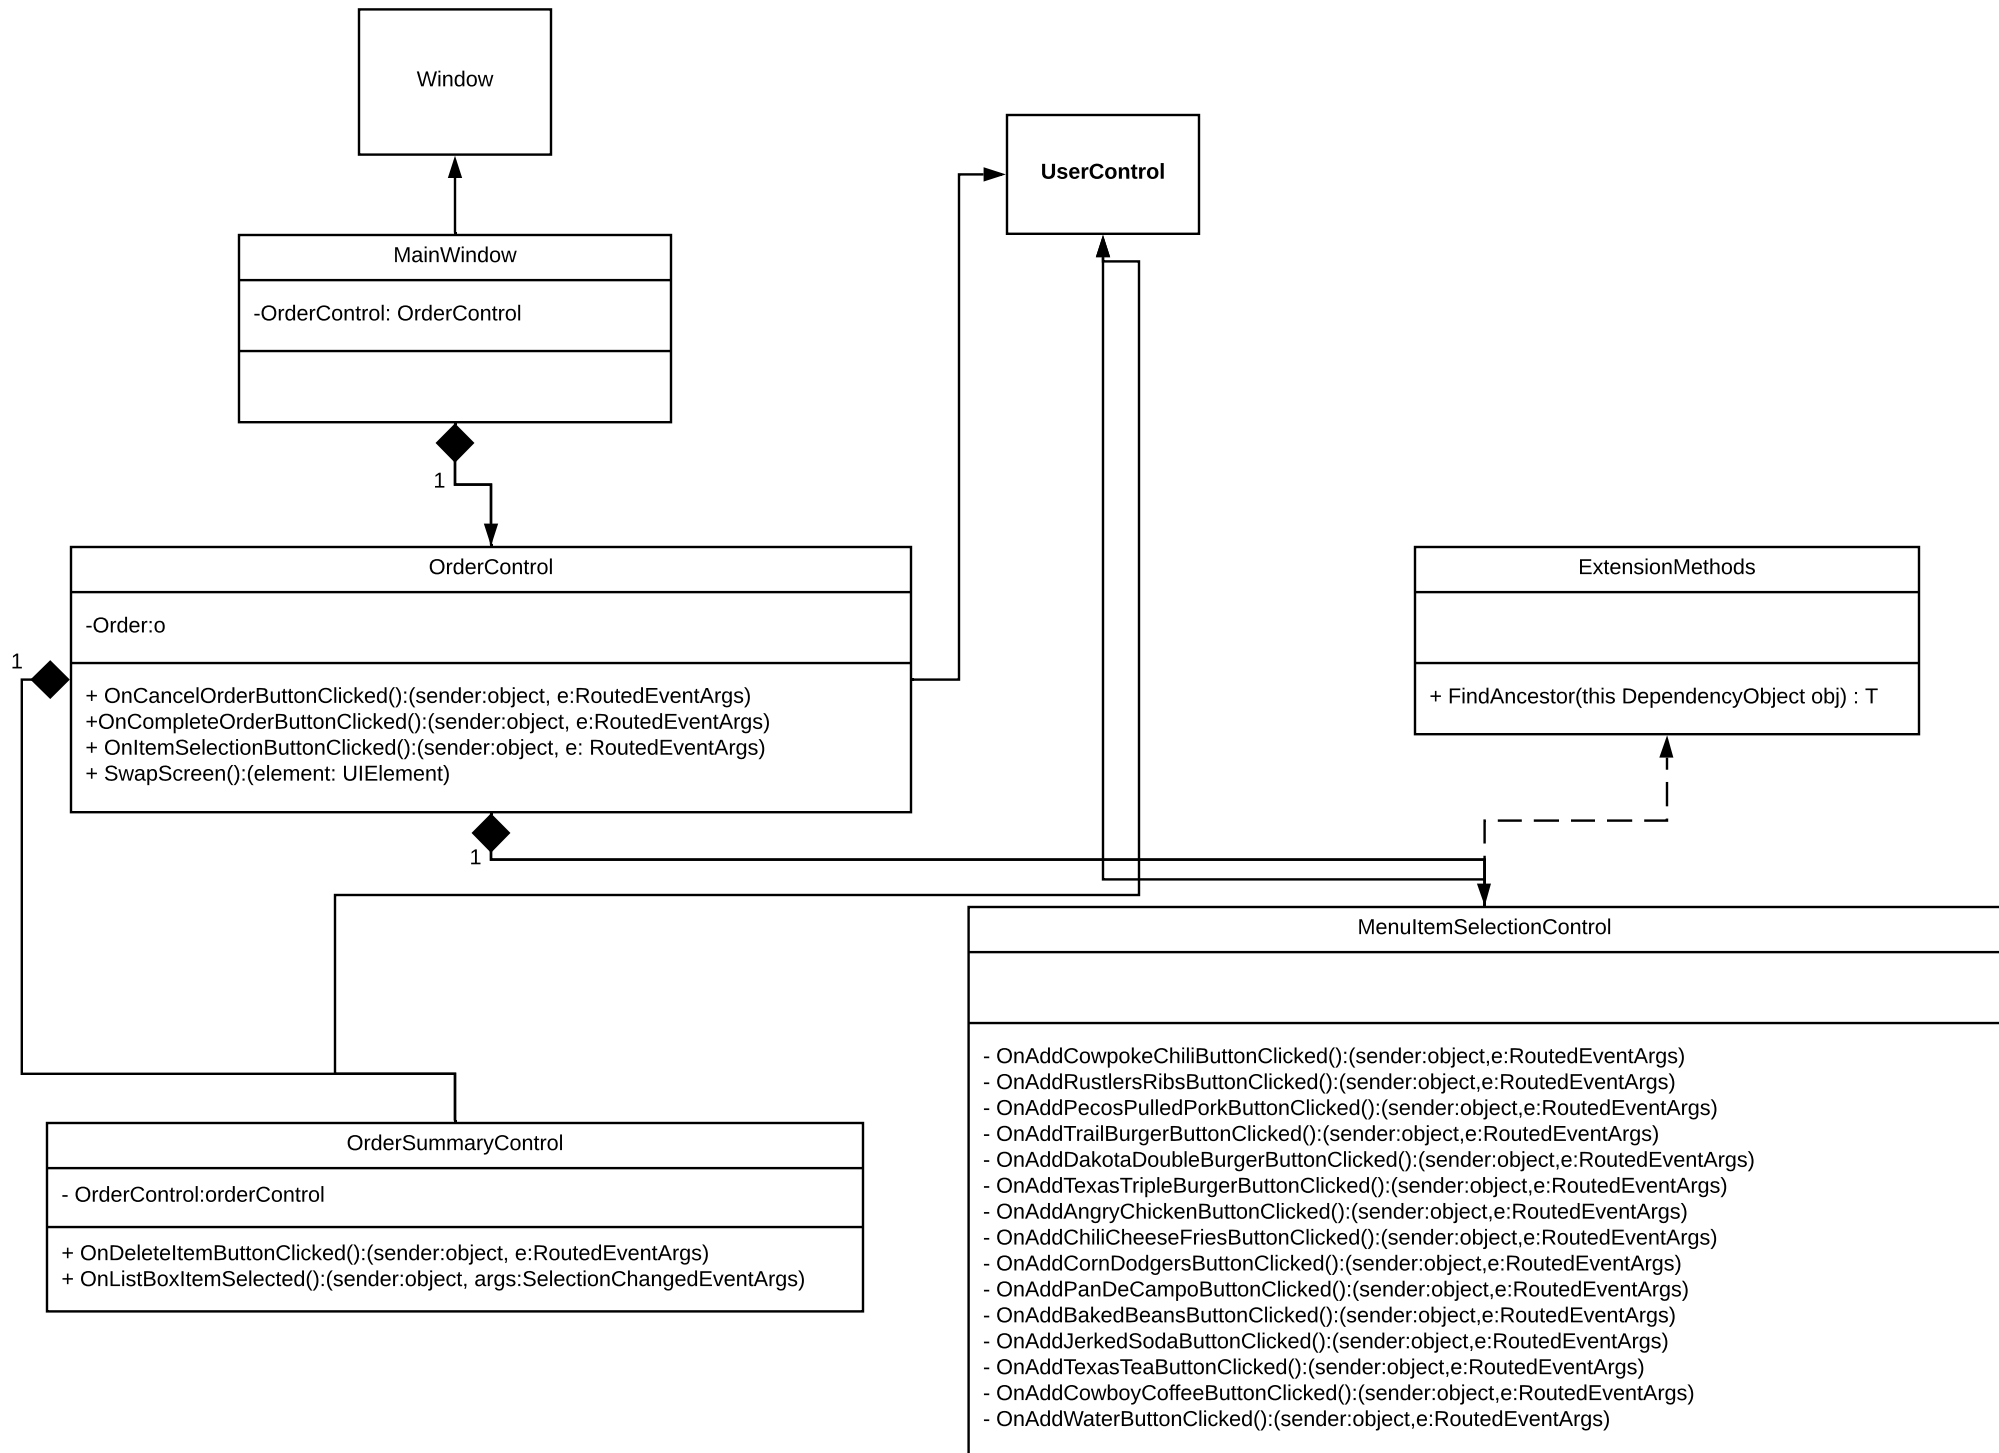 Window
UserControl
MainWindow
-OrderControl: OrderControl
1
OrderControl
-Order:o
1
+ OnCancelOrderButtonClicked():(sender:object, e:RoutedEventArgs)
+OnCompleteOrderButtonClicked():(sender:object, e:RoutedEventArgs)
+ OnItemSelectionButtonClicked():(sender:object, e: RoutedEventArgs)
+ SwapScreen():(element: UIElement)
1
ExtensionMethods
+ FindAncestor(this DependencyObject obj) : T
MenuItemSelectionControl
- OnAddCowpokeChiliButtonClicked():(sender:object,e:RoutedEventArgs)
- OnAddRustlersRibsButtonClicked():(sender:object,e:RoutedEventArgs)
- OnAddPecosPulledPorkButtonClicked():(sender:object,e:RoutedEventArgs)
- OnAddTrailBurgerButtonClicked():(sender:object,e:RoutedEventArgs)
- OnAddDakotaDoubleBurgerButtonClicked():(sender:object,e:RoutedEventArgs)
- OnAddTexasTripleBurgerButtonClicked():(sender:object,e:RoutedEventArgs)
- OnAddAngryChickenButtonClicked():(sender:object,e:RoutedEventArgs)
- OnAddChiliCheeseFriesButtonClicked():(sender:object,e:RoutedEventArgs)
- OnAddCornDodgersButtonClicked():(sender:object,e:RoutedEventArgs)
- OnAddPanDeCampoButtonClicked():(sender:object,e:RoutedEventArgs)
- OnAddBakedBeansButtonClicked():(sender:object,e:RoutedEventArgs)
- OnAddJerkedSodaButtonClicked():(sender:object,e:RoutedEventArgs)
- OnAddTexasTeaButtonClicked():(sender:object,e:RoutedEventArgs)
- OnAddCowboyCoffeeButtonClicked():(sender:object,e:RoutedEventArgs)
- OnAddWaterButtonClicked():(sender:object,e:RoutedEventArgs)
OrderSummaryControl
- OrderControl:orderControl
+ OnDeleteItemButtonClicked():(sender:object, e:RoutedEventArgs)
+ OnListBoxItemSelected():(sender:object, args:SelectionChangedEventArgs)